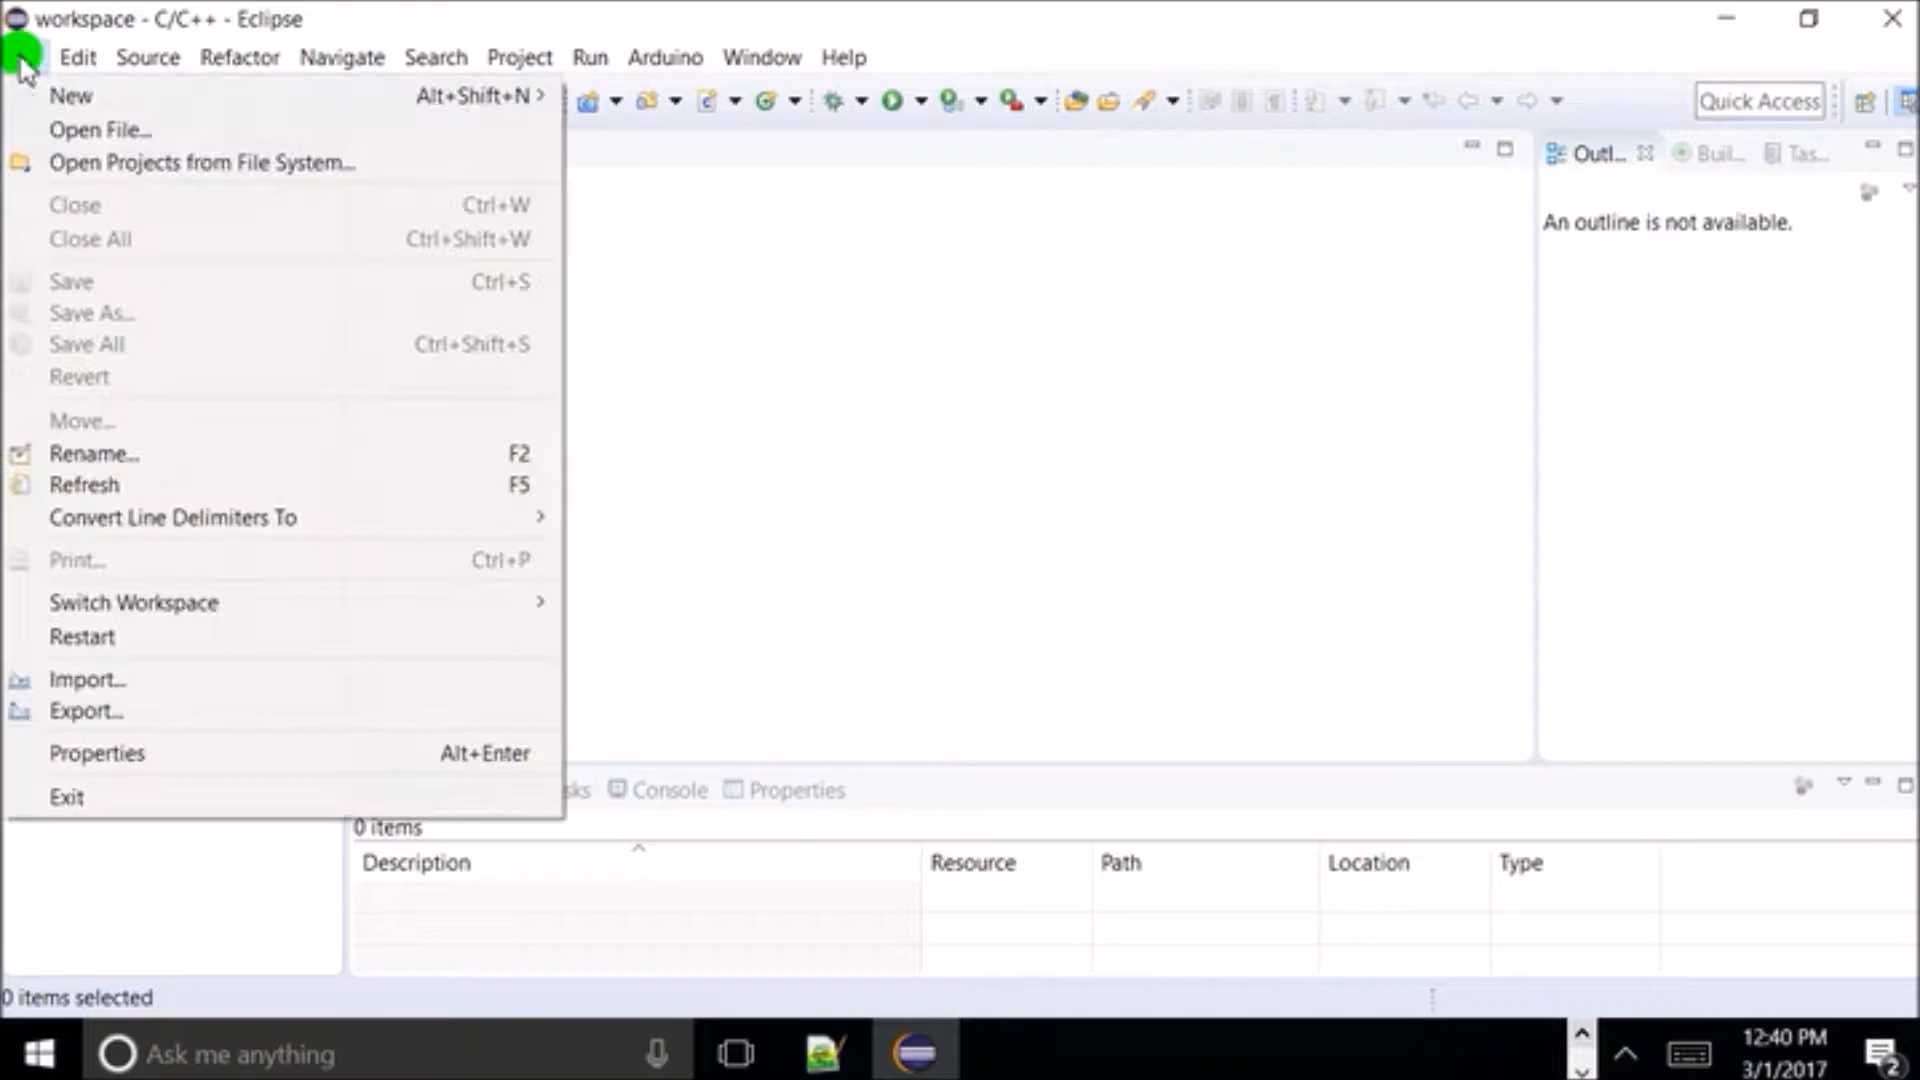 workspace - C/C++ - Eclipse
Edit Source Refactor Navigate Search Project Run Arduino Window Help
New Alt+Shift+N
Open File...
Open Projects from File System...
Close Ctrl+W
Close All Ctrl+Shift+W
Save Ctrl+S
Save As...
Save All Ctrl+Shift+S
Revert
Move...
Rename... F2
Refresh F5
Convert Line Delimiters To
Print... Ctrl+P
Switch Workspace
Restart
Import...
Export...
Properties Alt+Enter
Exit
Quick Access
Outl... Buil... Tas...
An outline is not available.
sks Console Properties
0 items
Description Resource Path Location Type
0 items selected
Ask me anything
12:40 PM
3/1/2017
2